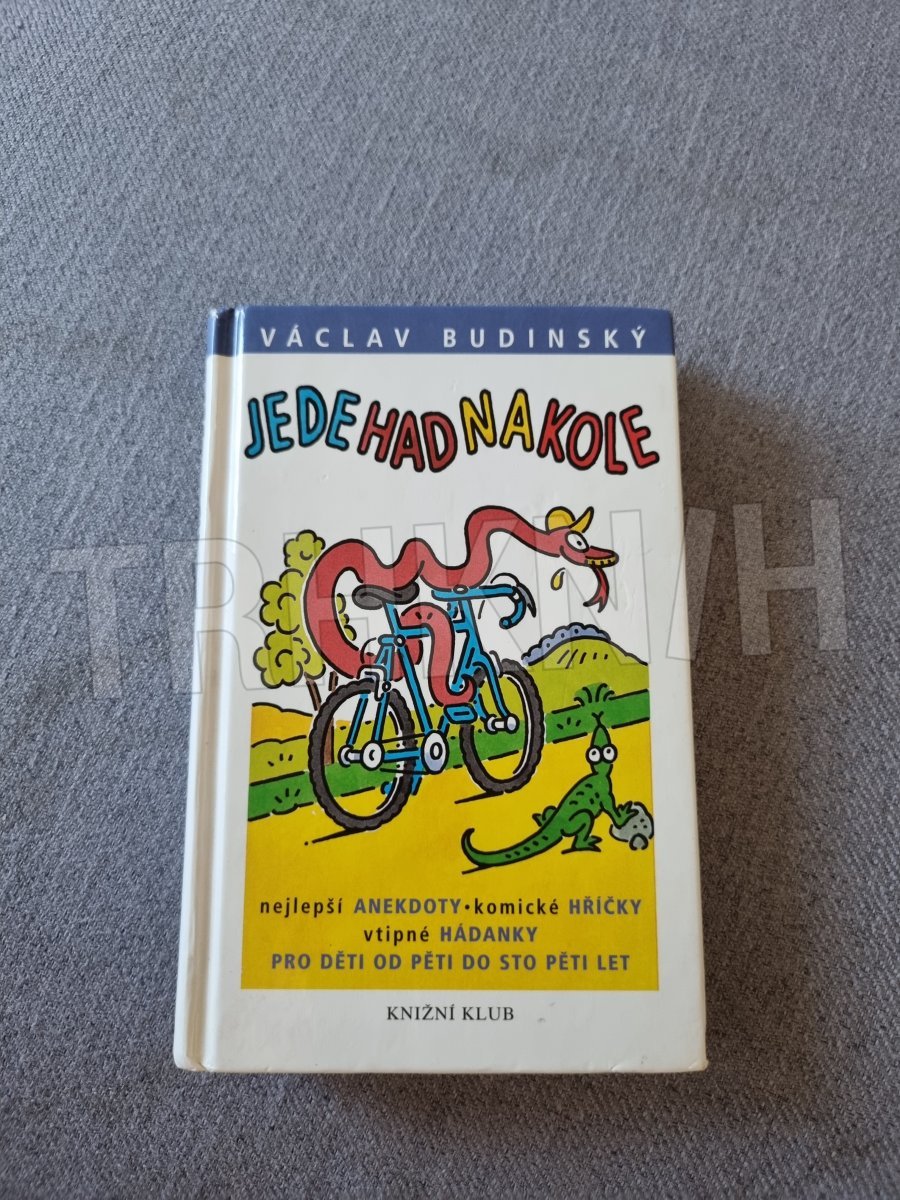 VÁCLAV BUDINSKÝ
JEDE HAD NA KOLE
TRHKNIH
nejlepší ANEKDOTY • komické HŘÍČKY
vtipné HÁDANKY
PRO DĚTI OD PĚTI DO STO PĚTI LET
KNIŽNÍ KLUB